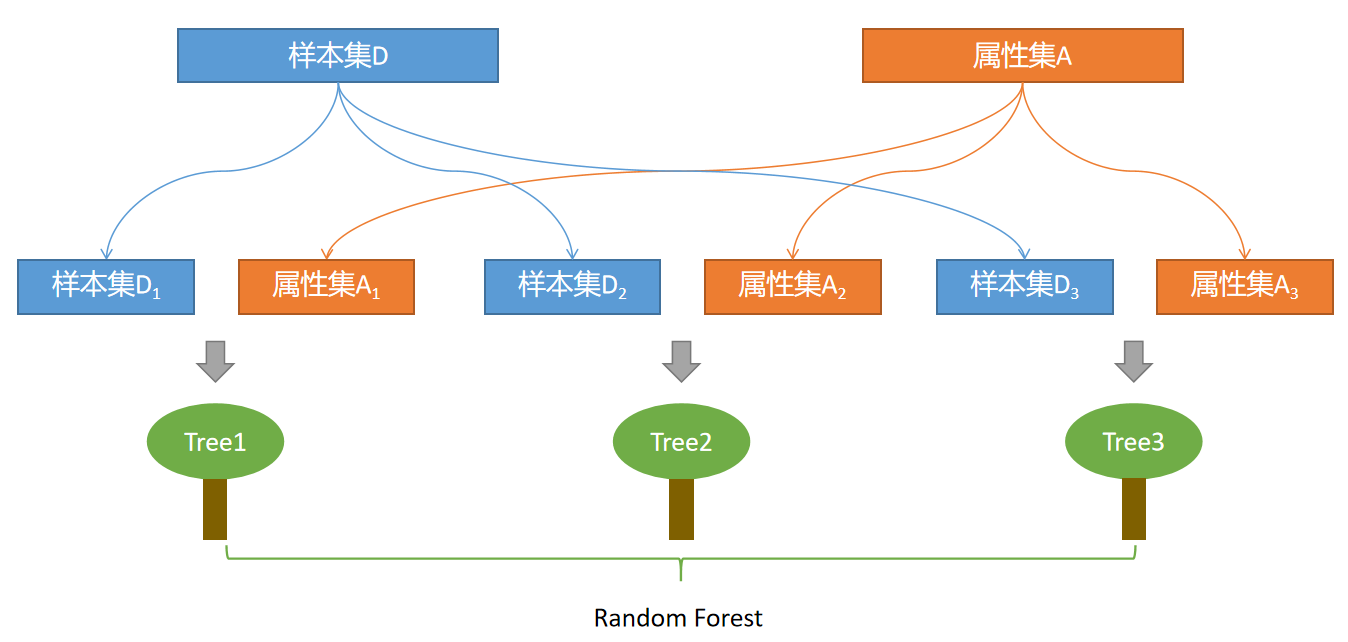 样本集D
属性集A
样本集D₁
属性集A₁
样本集D₂
属性集A₂
样本集D₃
属性集A₃
Tree1
Tree2
Tree3
Random Forest